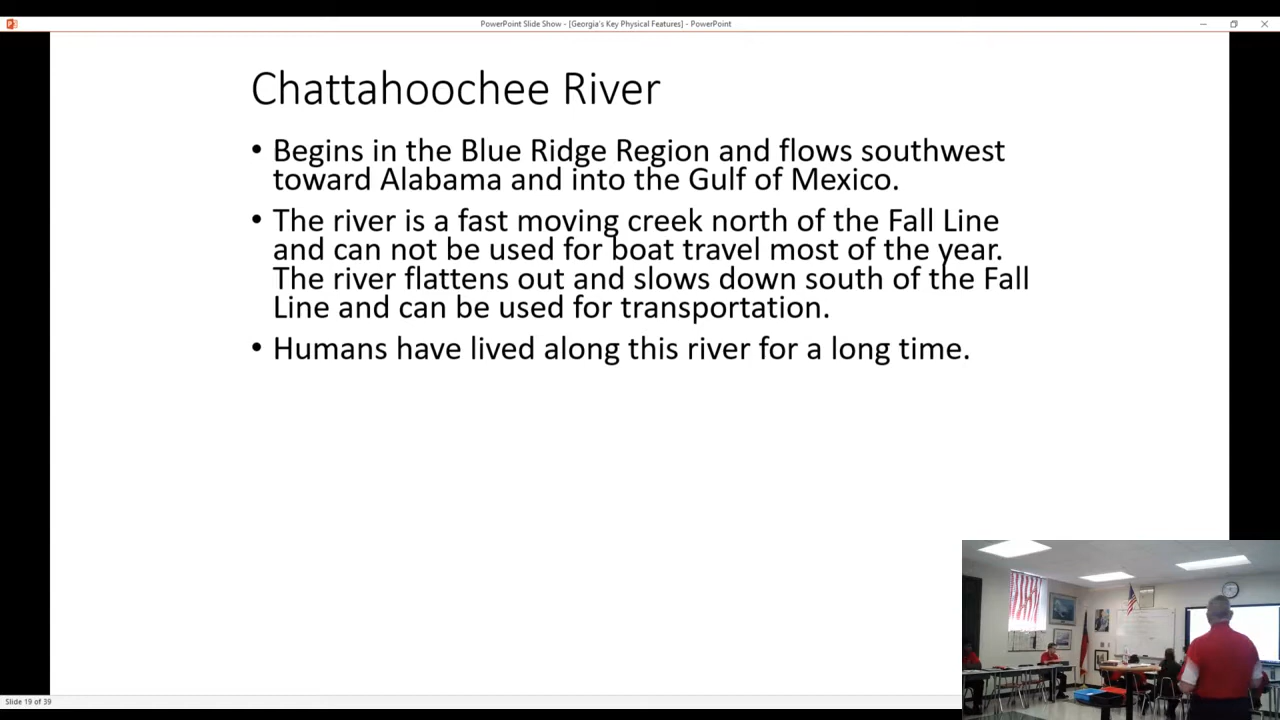 PowerPoint Slide Show - [Georgia's Key Physical Features] - PowerPoint
Chattahoochee River
• Begins in the Blue Ridge Region and flows southwest
toward Alabama and into the Gulf of Mexico.
• The river is a fast moving creek north of the Fall Line
and can not be used for boat travel most of the year.
The river flattens out and slows down south of the Fall
Line and can be used for transportation.
• Humans have lived along this river for a long time.
Slide 19 of 39